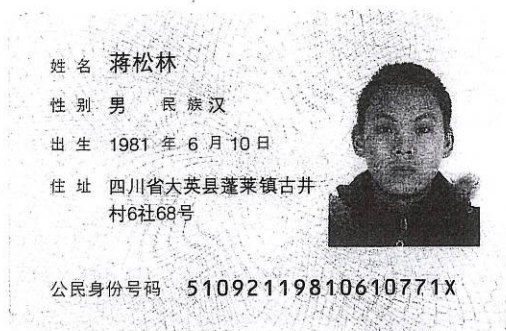 姓名 蒋松林
性别 男 民族 汉
出生 1981 年 6 月 10 日
住址 四川省大英县蓬莱镇古井
村6社68号
公民身份号码 51092119810610771X